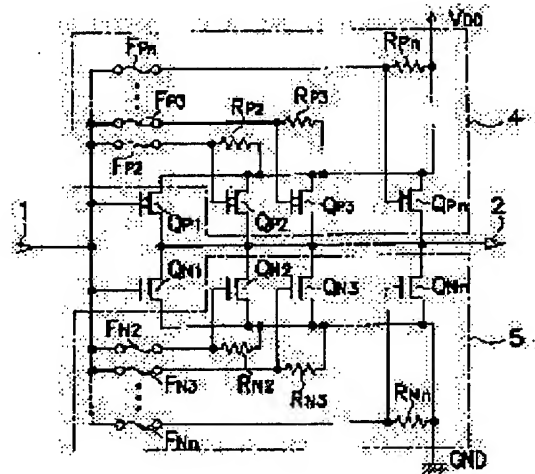 VDD
FPn
RPn
FP3
RP2
RP3
4
FP2
1
QP1
QP2
QP3
QPn
2
QN1
QN2
QN3
QNn
FN2
5
FN3
RN2
RN3
RNn
FNn
GND